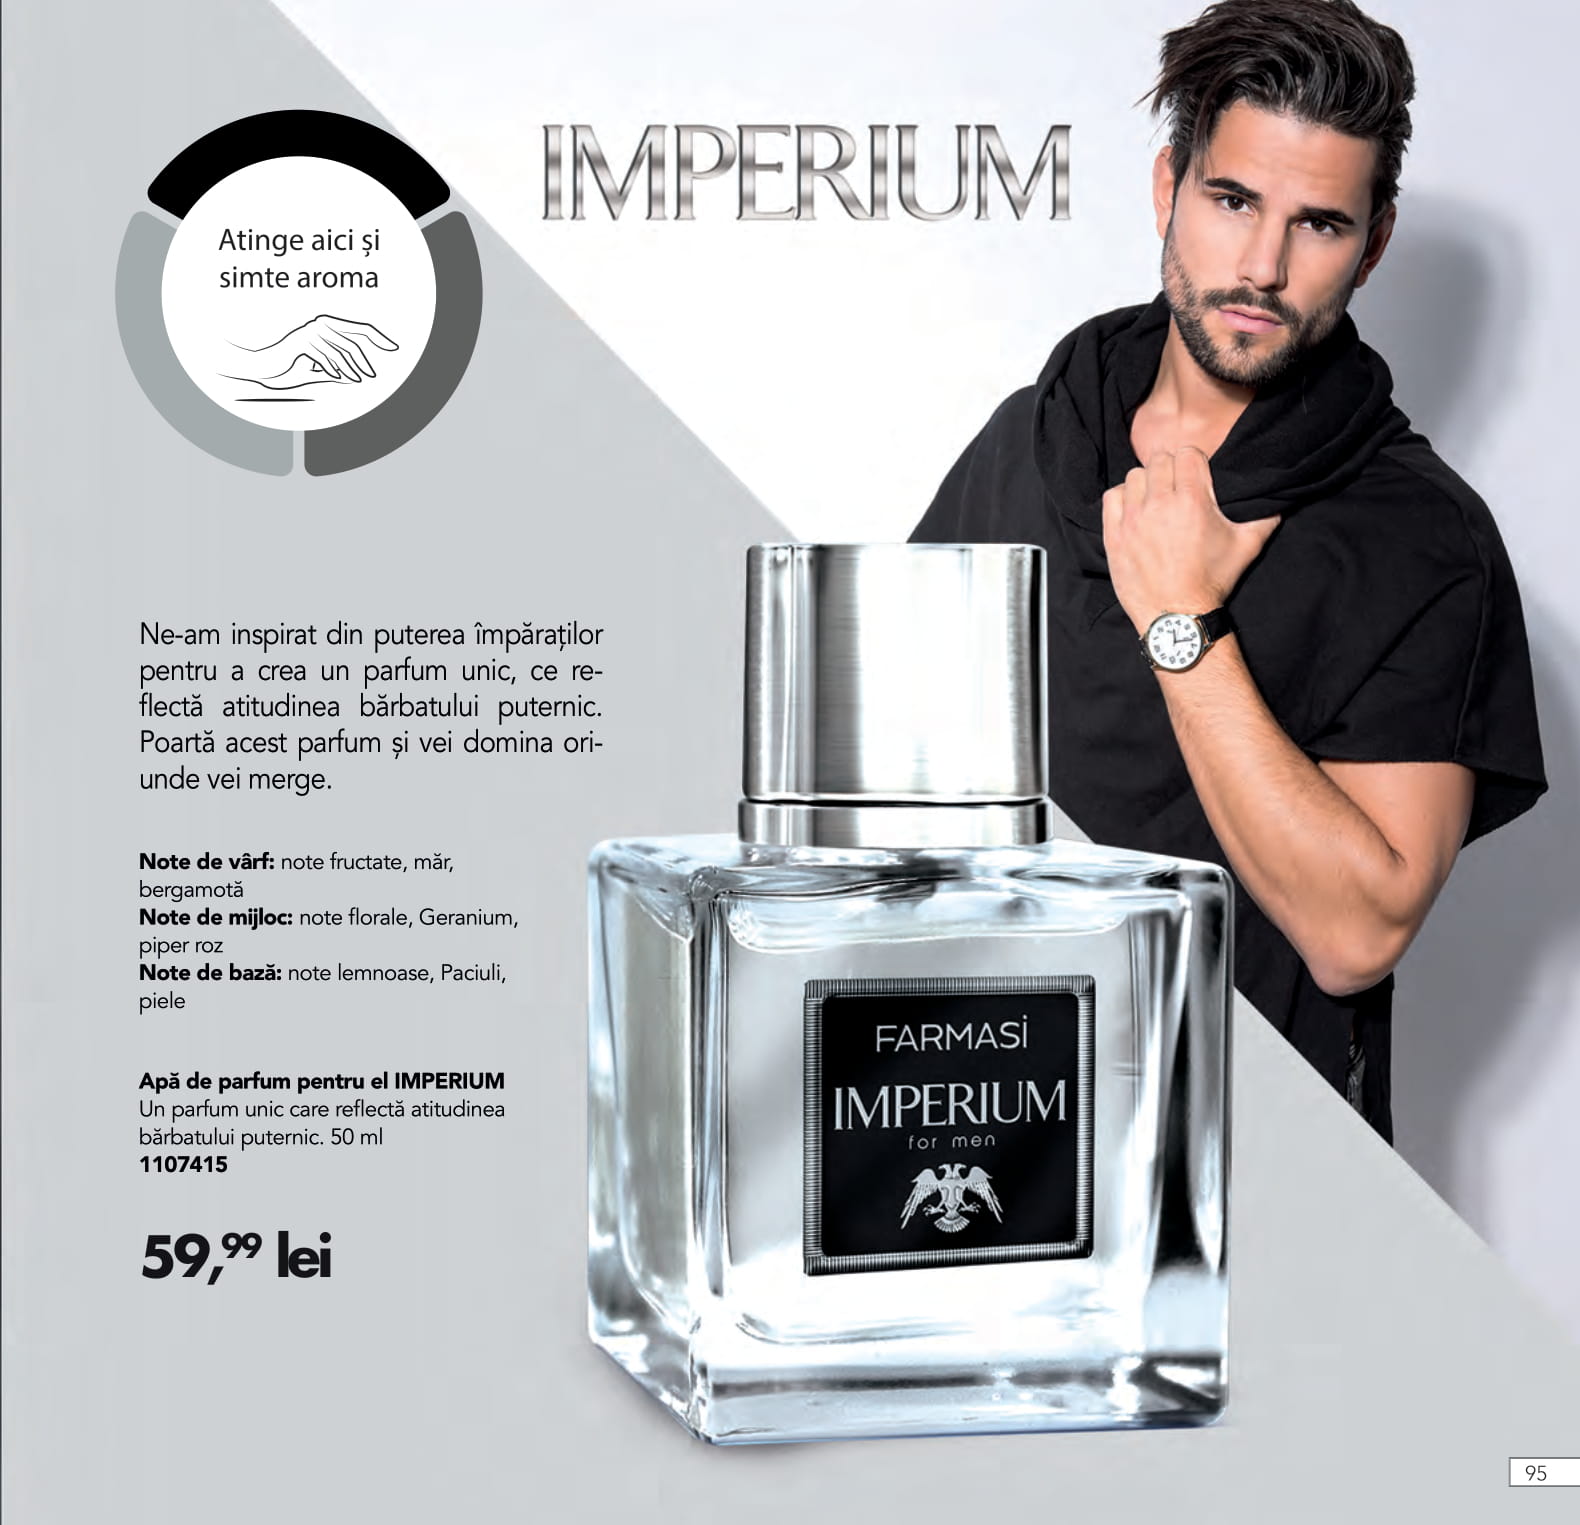 IMPERIUM
Atinge aici și
simte aroma
Ne-am inspirat din puterea împăraților
pentru a crea un parfum unic, ce re-
flectă atitudinea bărbatului puternic.
Poartă acest parfum și vei domina ori-
unde vei merge.
Note de vârf: note fructate, măr,
bergamotă
Note de mijloc: note florale, Geranium,
piper roz
Note de bază: note lemnoase, Paciuli,
piele
Apă de parfum pentru el IMPERIUM
Un parfum unic care reflectă atitudinea
bărbatului puternic. 50 ml
1107415
59,99 lei
FARMASİ
IMPERIUM
for men
95